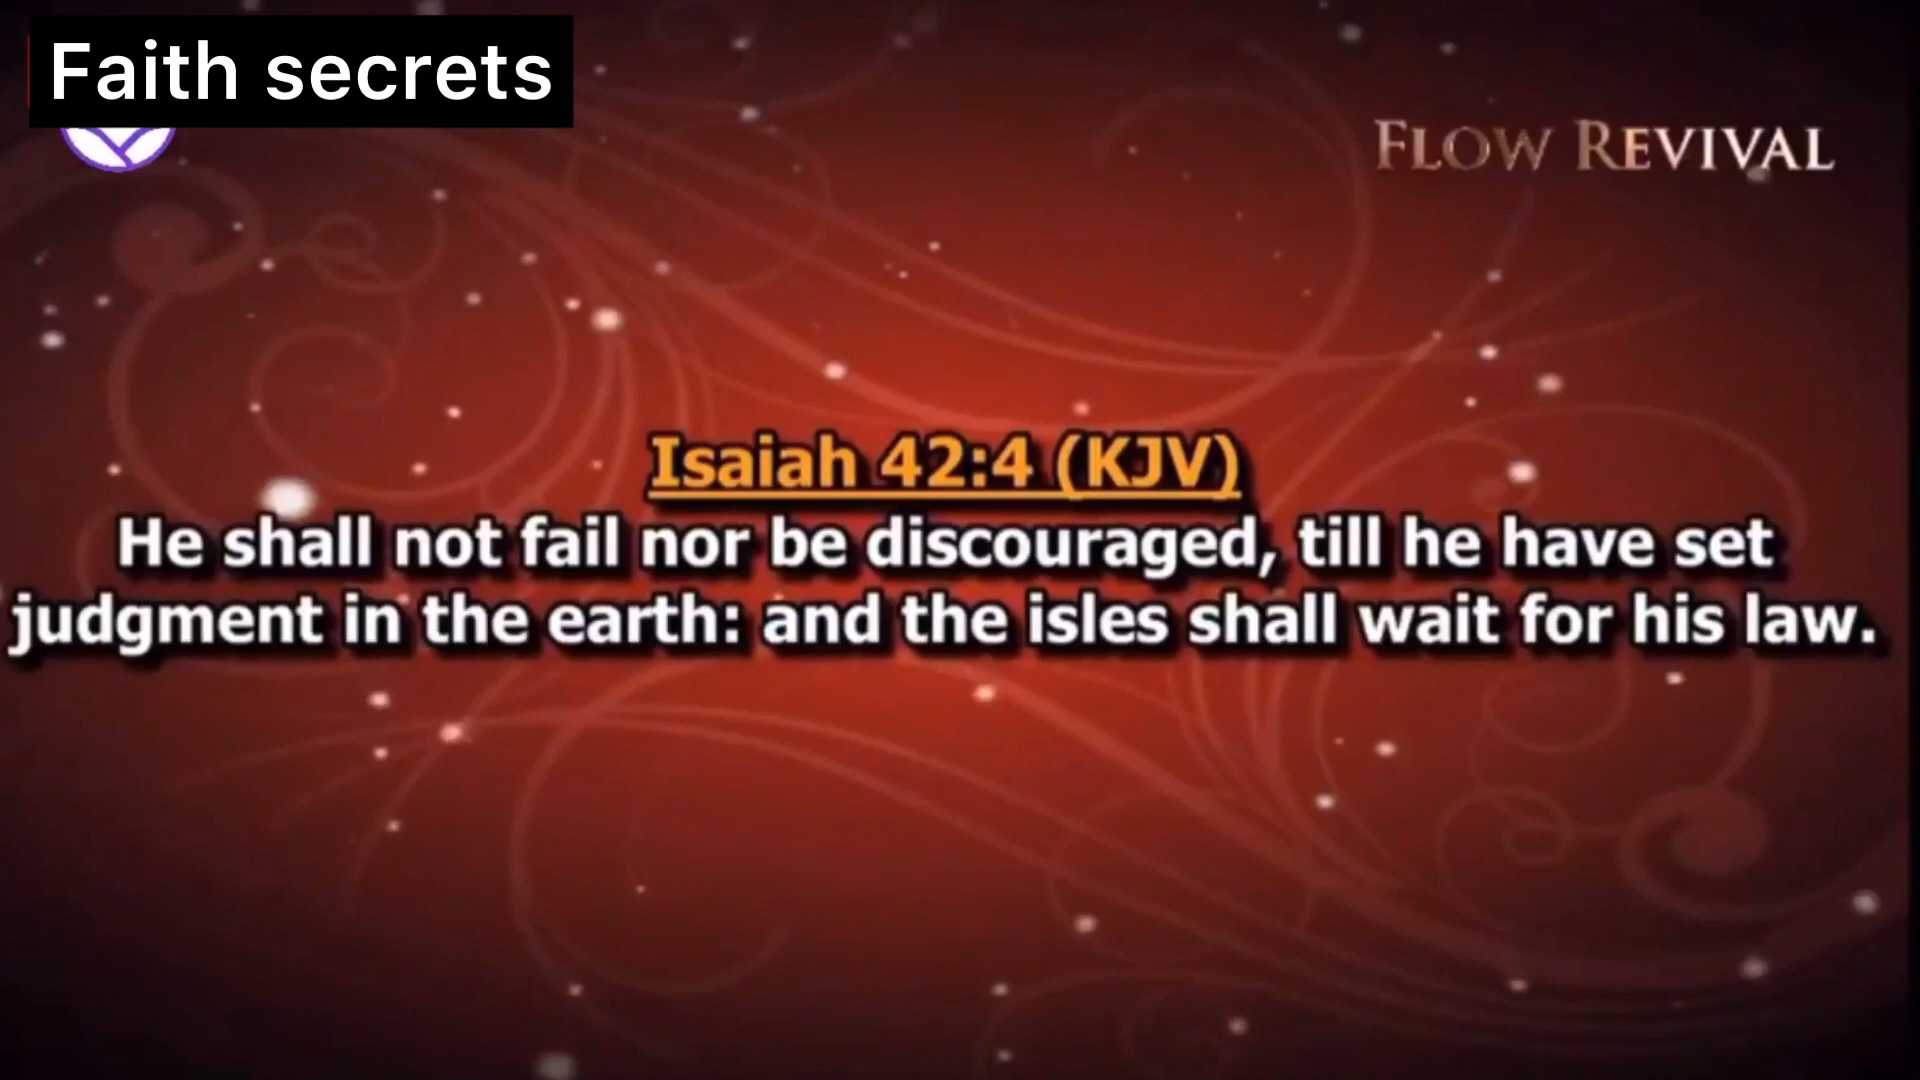 Faith secrets
FLOW REVIVAL
Isaiah 42:4 (KJV)
He shall not fail nor be discouraged, till he have set
judgment in the earth: and the isles shall wait for his law.